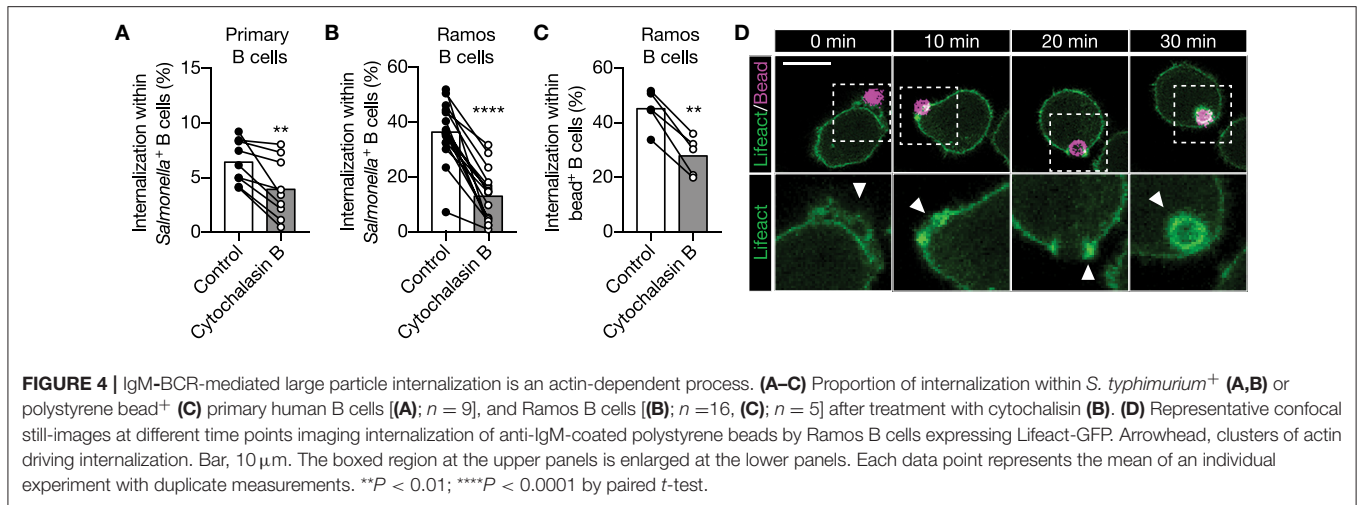 A
Primary
B cells
Internalization within
Salmonella+ B cells (%)
15
10
5
0
**
Control
Cytochalasin B
B
Ramos
B cells
Internalization within
Salmonella+ B cells (%)
60
40
20
0
****
Control
Cytochalasin B
C
Ramos
B cells
Internalization within
bead+ B cells (%)
60
40
20
0
**
Control
Cytochalasin B
D
0 min 10 min 20 min 30 min
Lifeact/Bead
Lifeact
FIGURE 4 | IgM-BCR-mediated large particle internalization is an actin-dependent process. (A–C) Proportion of internalization within S. typhimurium+ (A,B) or
polystyrene bead+ (C) primary human B cells [(A); n = 9], and Ramos B cells [(B); n =16, (C); n = 5] after treatment with cytochalisin (B). (D) Representative confocal
still-images at different time points imaging internalization of anti-IgM-coated polystyrene beads by Ramos B cells expressing Lifeact-GFP. Arrowhead, clusters of actin
driving internalization. Bar, 10 μm. The boxed region at the upper panels is enlarged at the lower panels. Each data point represents the mean of an individual
experiment with duplicate measurements. **P < 0.01; ****P < 0.0001 by paired t-test.